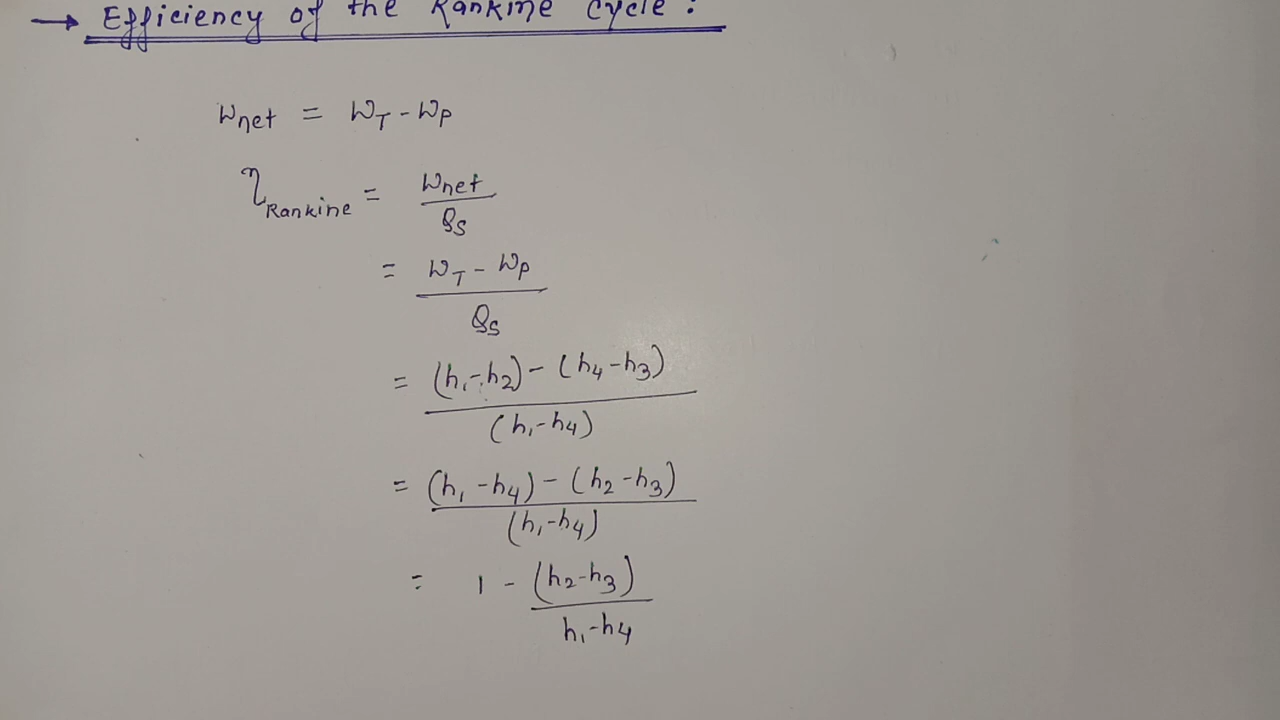 → Efficiency of the Rankine Cycle:
Wnet = WT - WP
ηRankine = Wnet / QS
= WT - WP / QS
= (h1-h2) - (h4-h3) / (h1-h4)
= (h1-h4) - (h2-h3) / (h1-h4)
= 1 - (h2-h3) / h1-h4